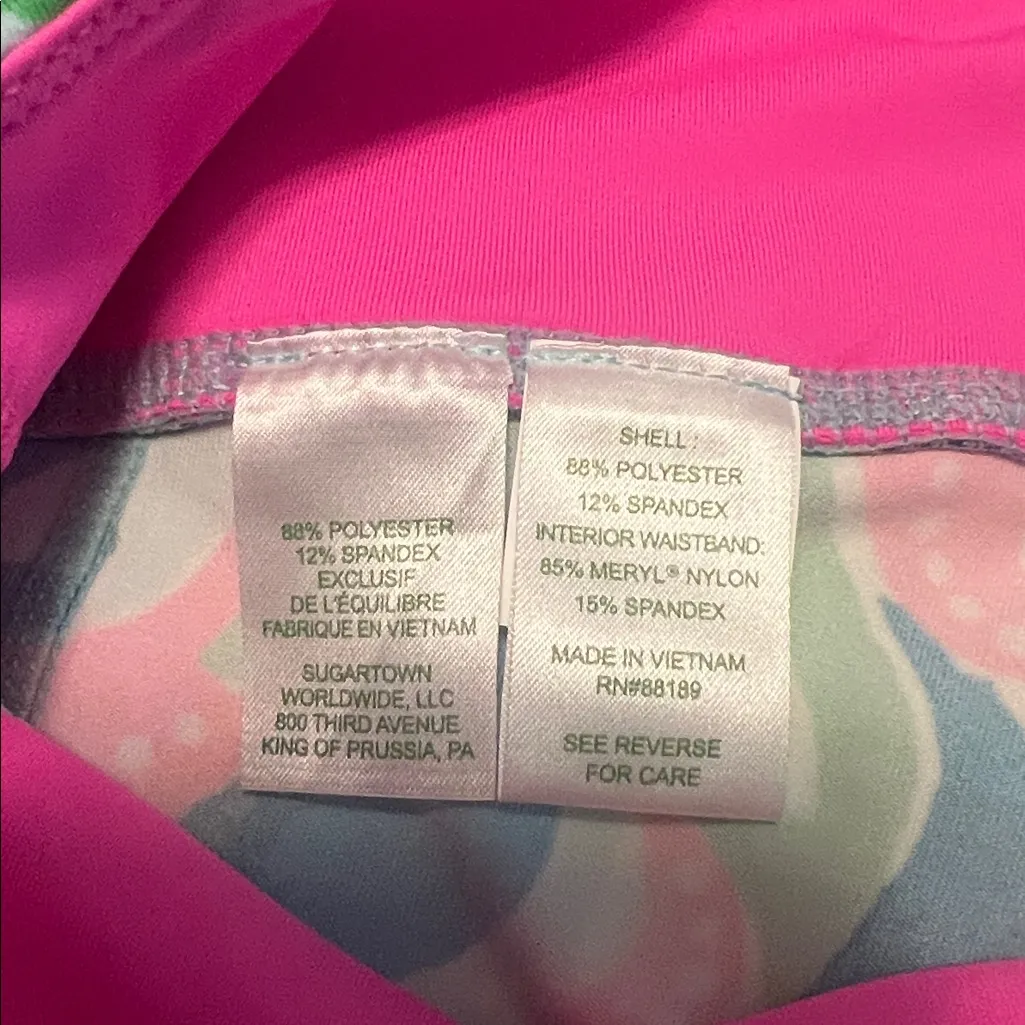 88% POLYESTER
12% SPANDEX
EXCLUSIF
DE L'ÉQUILIBRE
FABRIQUE EN VIETNAM
SUGARTOWN
WORLDWIDE, LLC
800 THIRD AVENUE
KING OF PRUSSIA, PA
SHELL:
88% POLYESTER
12% SPANDEX
INTERIOR WAISTBAND:
85% MERYL® NYLON
15% SPANDEX
MADE IN VIETNAM
RN#88189
SEE REVERSE
FOR CARE